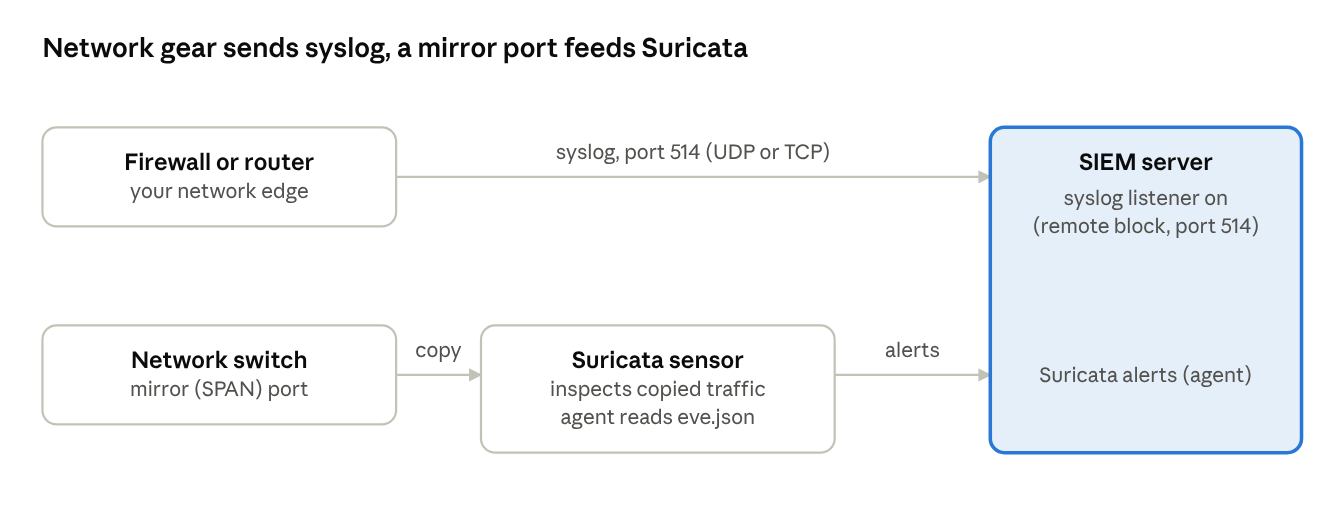 Network gear sends syslog, a mirror port feeds Suricata
Firewall or router
your network edge
syslog, port 514 (UDP or TCP)
SIEM server
syslog listener on
(remote block, port 514)
Network switch
mirror (SPAN) port
copy
Suricata sensor
inspects copied traffic
agent reads eve.json
alerts
Suricata alerts (agent)